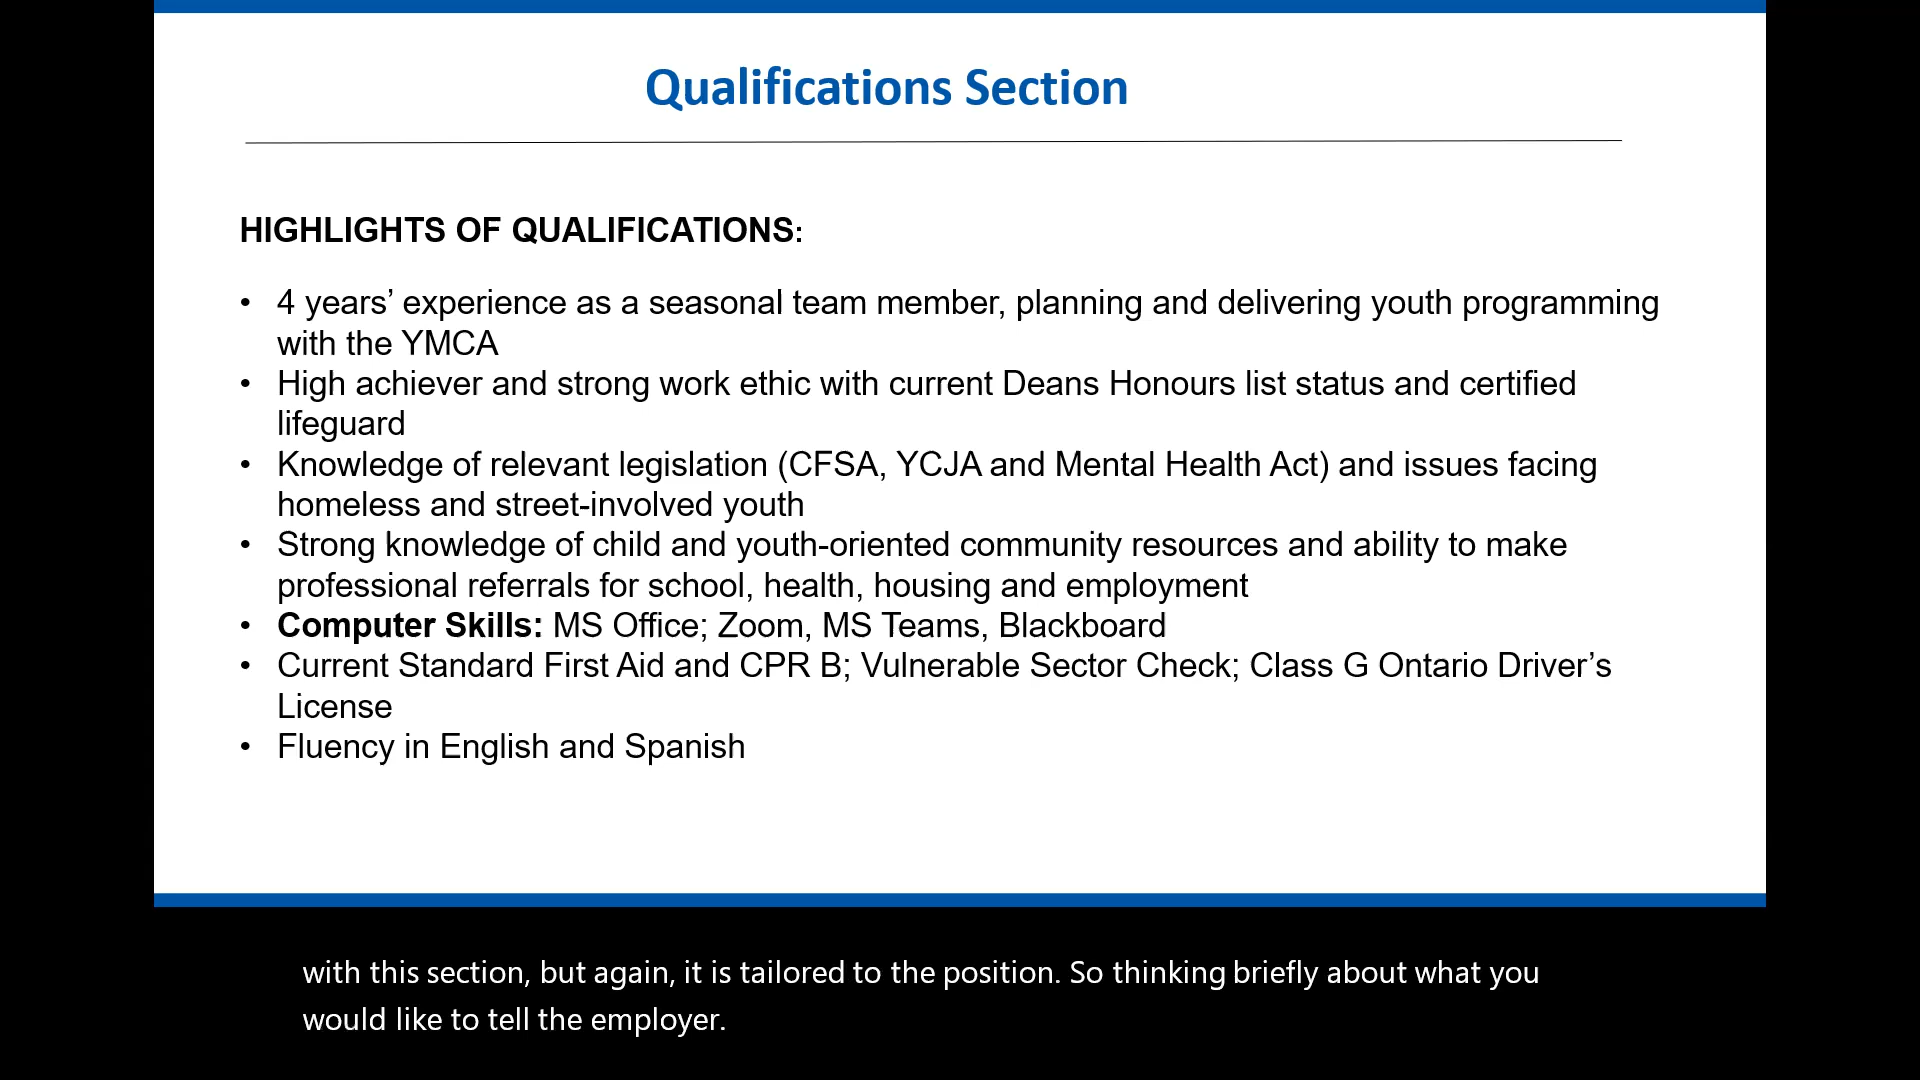 Qualifications Section
HIGHLIGHTS OF QUALIFICATIONS:
• 4 years’ experience as a seasonal team member, planning and delivering youth programming
with the YMCA
• High achiever and strong work ethic with current Deans Honours list status and certified
lifeguard
• Knowledge of relevant legislation (CFSA, YCJA and Mental Health Act) and issues facing
homeless and street-involved youth
• Strong knowledge of child and youth-oriented community resources and ability to make
professional referrals for school, health, housing and employment
• Computer Skills: MS Office; Zoom, MS Teams, Blackboard
• Current Standard First Aid and CPR B; Vulnerable Sector Check; Class G Ontario Driver’s
License
• Fluency in English and Spanish
with this section, but again, it is tailored to the position. So thinking briefly about what you
would like to tell the employer.